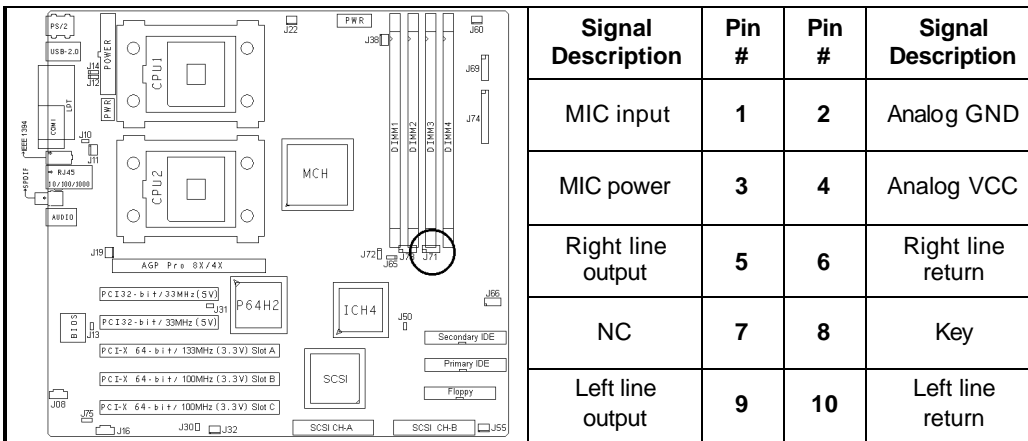 PS/2
J22
PWR
J60
J38
USB-2.0
POWER
CPU1
J14
J12
J69
LPT
PWR
J74
COM1
DIMM1
DIMM2
DIMM3
DIMM4
IEEE 1394
J10
J11
RJ45
10/100/1000
SPDIF
CPU2
MCH
AUDIO
J19
J72
J65
J73
J71
AGP Pro 8X/4X
PCI32-bit/33MHz(5V)
J31
P64H2
ICH4
J66
J50
BIOS
J13
PCI32-bit/33MHz(5V)
Secondary IDE
PCI-X 64-bit/133MHz (3.3V) Slot A
Primary IDE
PCI-X 64-bit/100MHz (3.3V) Slot B
SCSI
Floppy
J08
PCI-X 64-bit/100MHz (3.3V) Slot C
J75
J16
J30
J32
SCSI CH-A
SCSI CH-B
J55
Signal Description Pin # Pin # Signal Description
MIC input 1 2 Analog GND
MIC power 3 4 Analog VCC
Right line output 5 6 Right line return
NC 7 8 Key
Left line output 9 10 Left line return